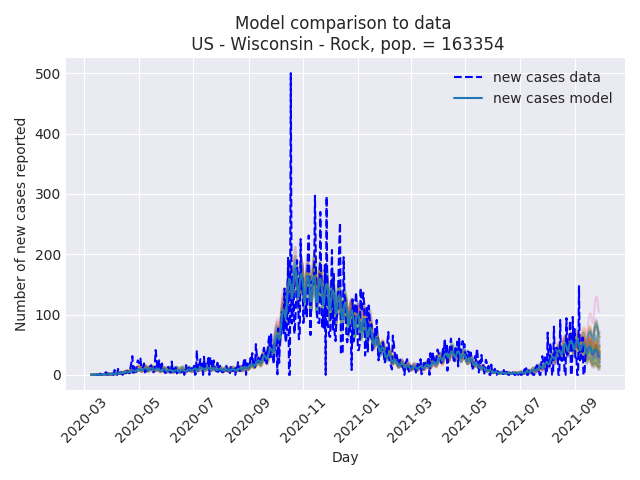 Model comparison to data
US - Wisconsin - Rock, pop. = 163354
new cases data
new cases model
Number of new cases reported
500
400
300
200
100
0
2020-03
2020-05
2020-07
2020-09
2020-11
2021-01
2021-03
2021-05
2021-07
2021-09
Day